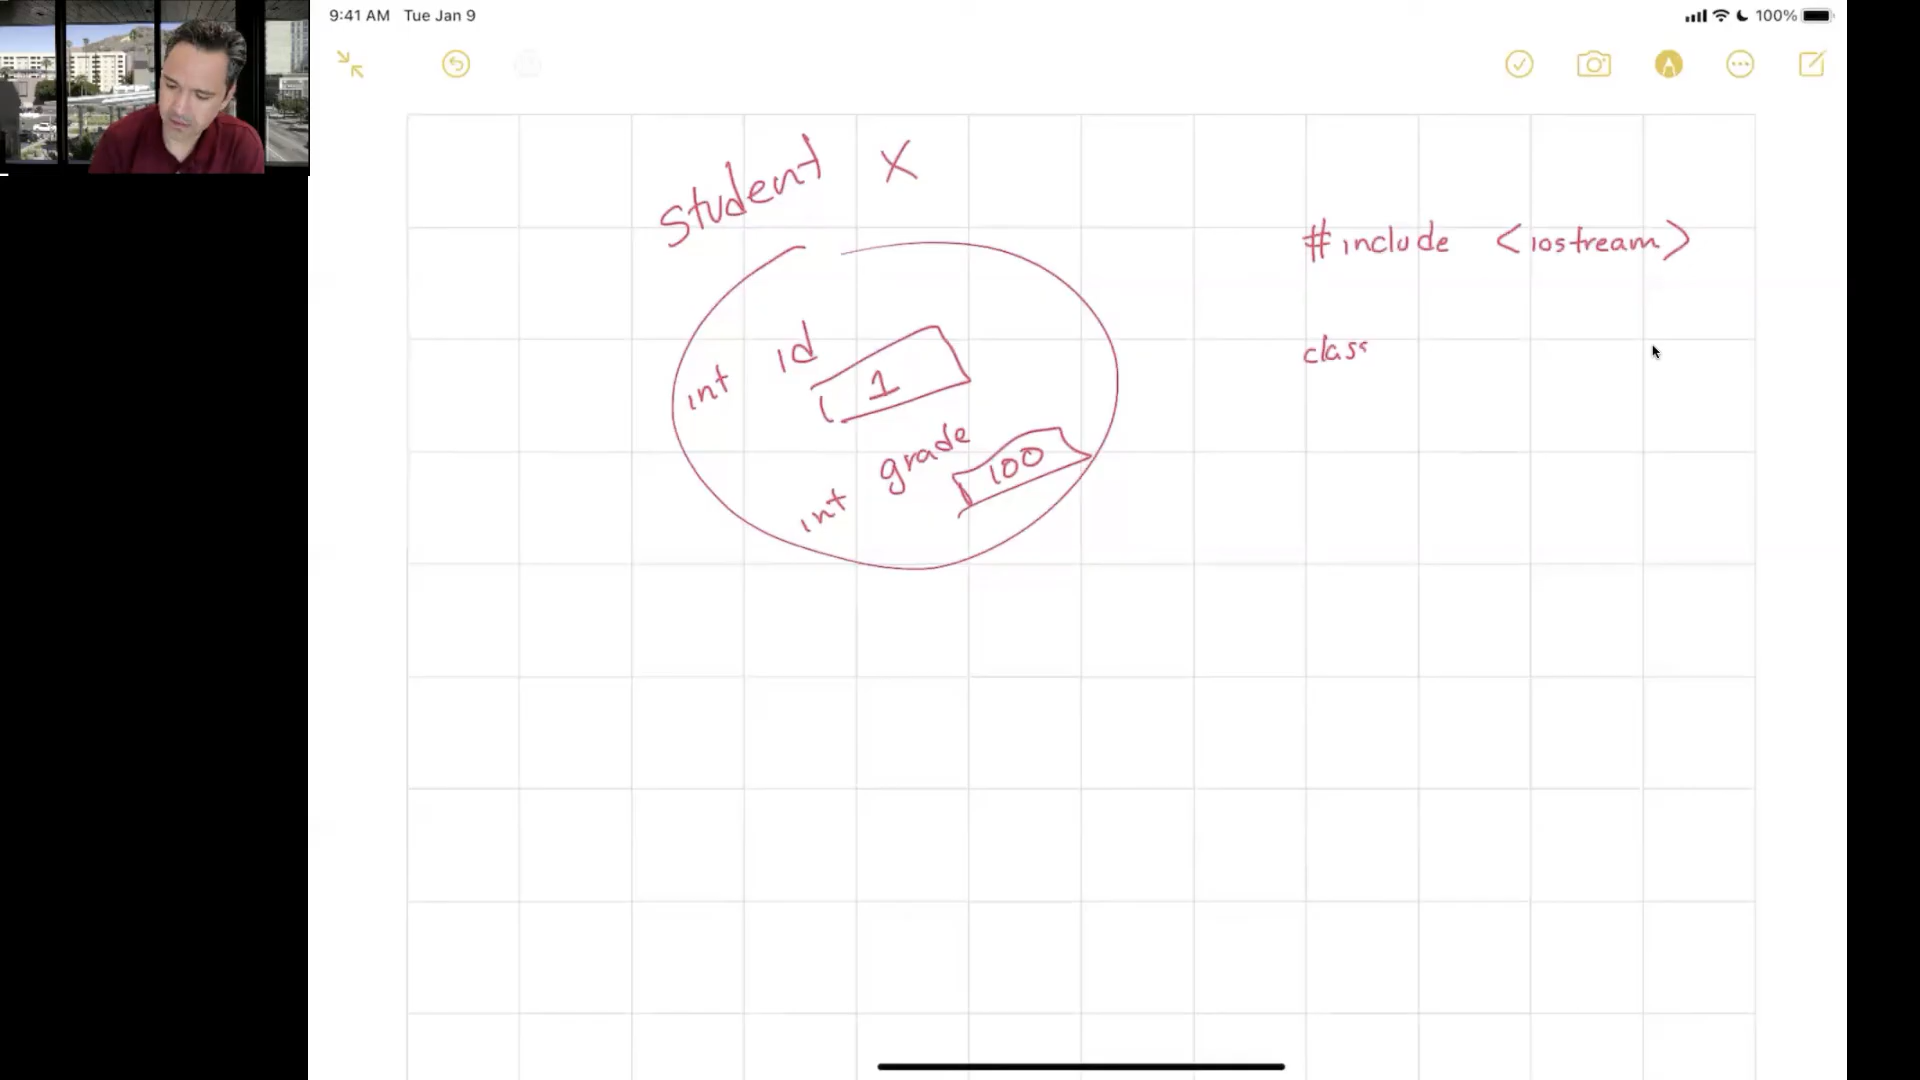 9:41 AM Tue Jan 9
100%
student X
#include <iostream>
int id
1
class
int grade
100